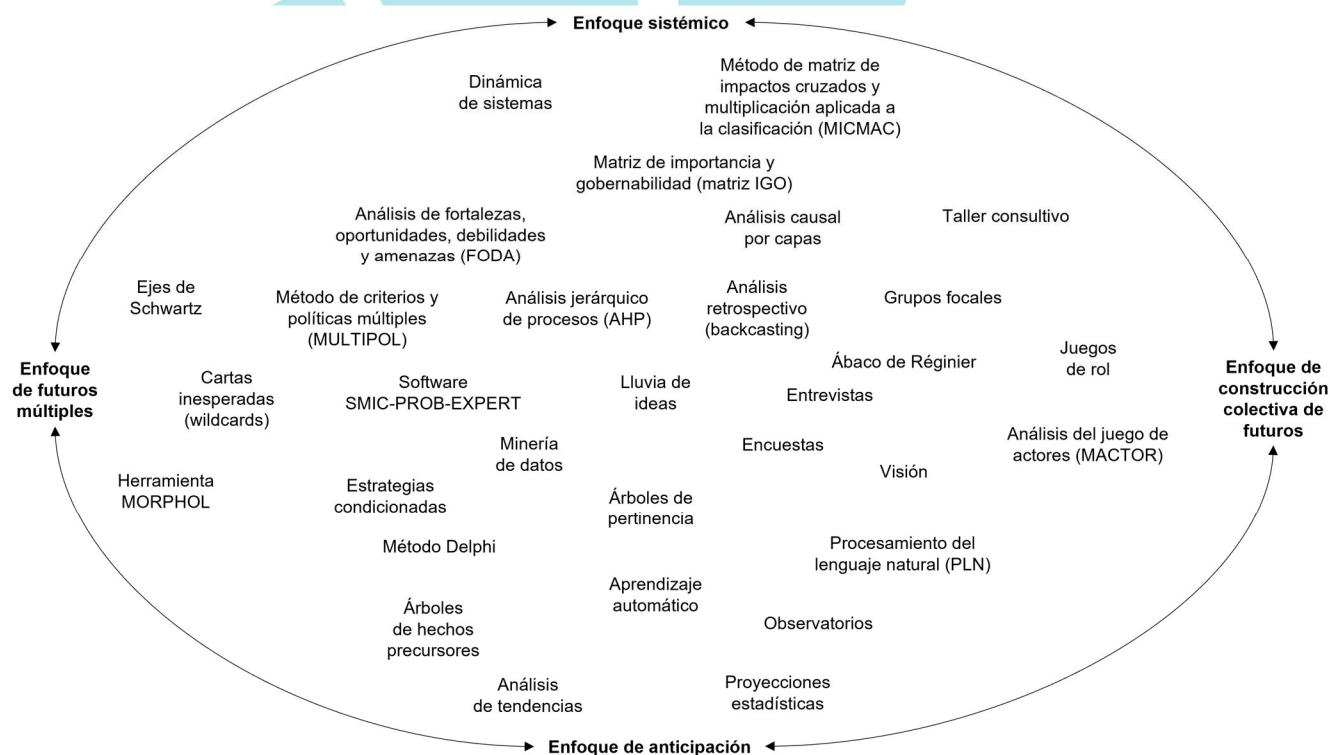 Enfoque sistémico
Dinámica
de sistemas
Método de matriz de
impactos cruzados y
multiplicación aplicada a
la clasificación (MICMAC)
Matriz de importancia y
gobernabilidad (matriz IGO)
Análisis de fortalezas,
oportunidades, debilidades
y amenazas (FODA)
Análisis causal
por capas
Taller consultivo
Ejes de
Schwartz
Método de criterios y
políticas múltiples
(MULTIPOL)
Análisis jerárquico
de procesos (AHP)
Análisis
retrospectivo
(backcasting)
Grupos focales
Enfoque
de futuros
múltiples
Cartas
inesperadas
(wildcards)
Software
SMIC-PROB-EXPERT
Lluvia de
ideas
Ábaco de Réginier
Entrevistas
Juegos
de rol
Enfoque de
construcción
colectiva de
futuros
Minería
de datos
Encuestas
Visión
Análisis del juego de
actores (MACTOR)
Herramienta
MORPHOL
Estrategias
condicionadas
Árboles de
pertinencia
Método Delphi
Procesamiento del
lenguaje natural (PLN)
Aprendizaje
automático
Árboles
de hechos
precursores
Observatorios
Análisis
de tendencias
Proyecciones
estadísticas
Enfoque de anticipación